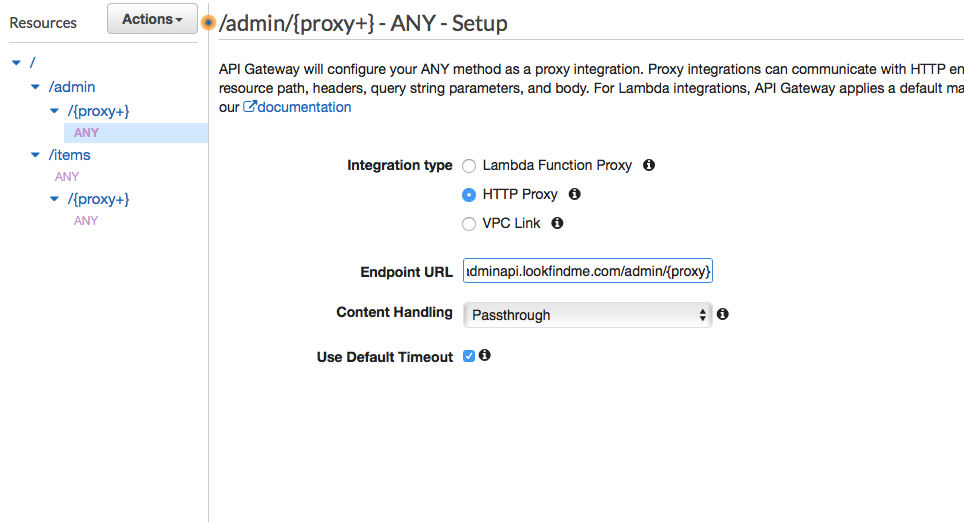 Resources
Actions
/admin/{proxy+} - ANY - Setup
/
/admin
/{proxy+}
ANY
/items
ANY
/{proxy+}
ANY
API Gateway will configure your ANY method as a proxy integration. Proxy integrations can communicate with HTTP en
resource path, headers, query string parameters, and body. For Lambda integrations, API Gateway applies a default ma
our documentation
Integration type
Lambda Function Proxy
HTTP Proxy
VPC Link
Endpoint URL
dminapi.lookfindme.com/admin/{proxy}
Content Handling
Passthrough
Use Default Timeout